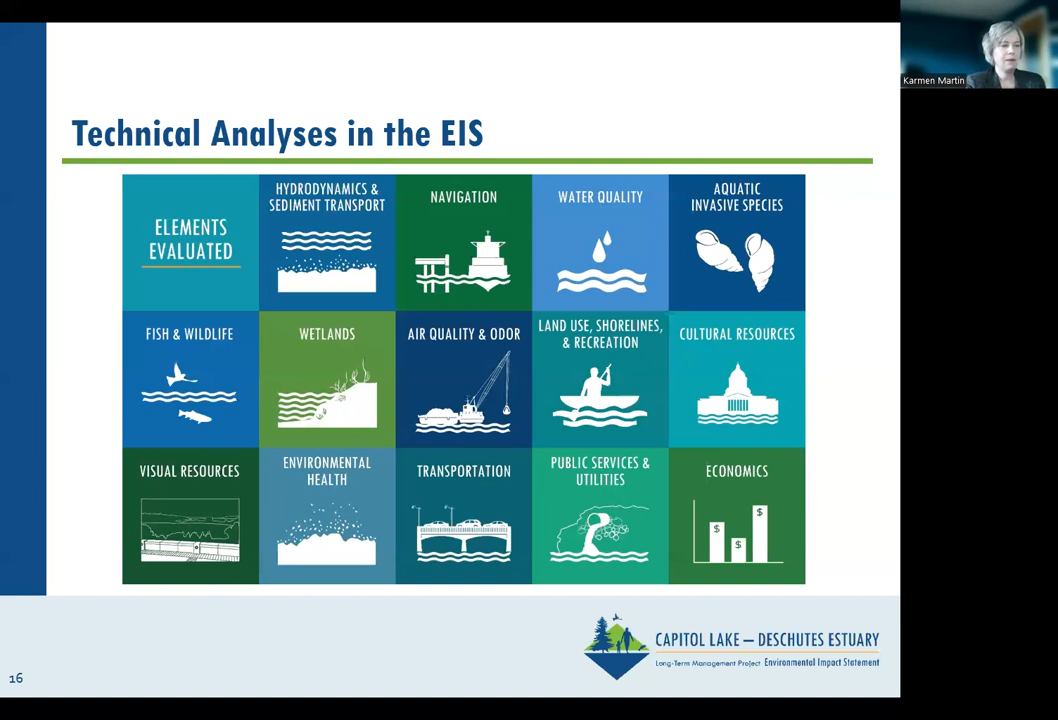 Karmen Martin
Technical Analyses in the EIS
ELEMENTS
EVALUATED
HYDRODYNAMICS &
SEDIMENT TRANSPORT
NAVIGATION
WATER QUALITY
AQUATIC
INVASIVE SPECIES
FISH & WILDLIFE
WETLANDS
AIR QUALITY & ODOR
LAND USE, SHORELINES,
& RECREATION
CULTURAL RESOURCES
VISUAL RESOURCES
ENVIRONMENTAL
HEALTH
TRANSPORTATION
PUBLIC SERVICES &
UTILITIES
ECONOMICS
$ $ $
CAPITOL LAKE — DESCHUTES ESTUARY
Long-Term Management Project Environmental Impact Statement
16